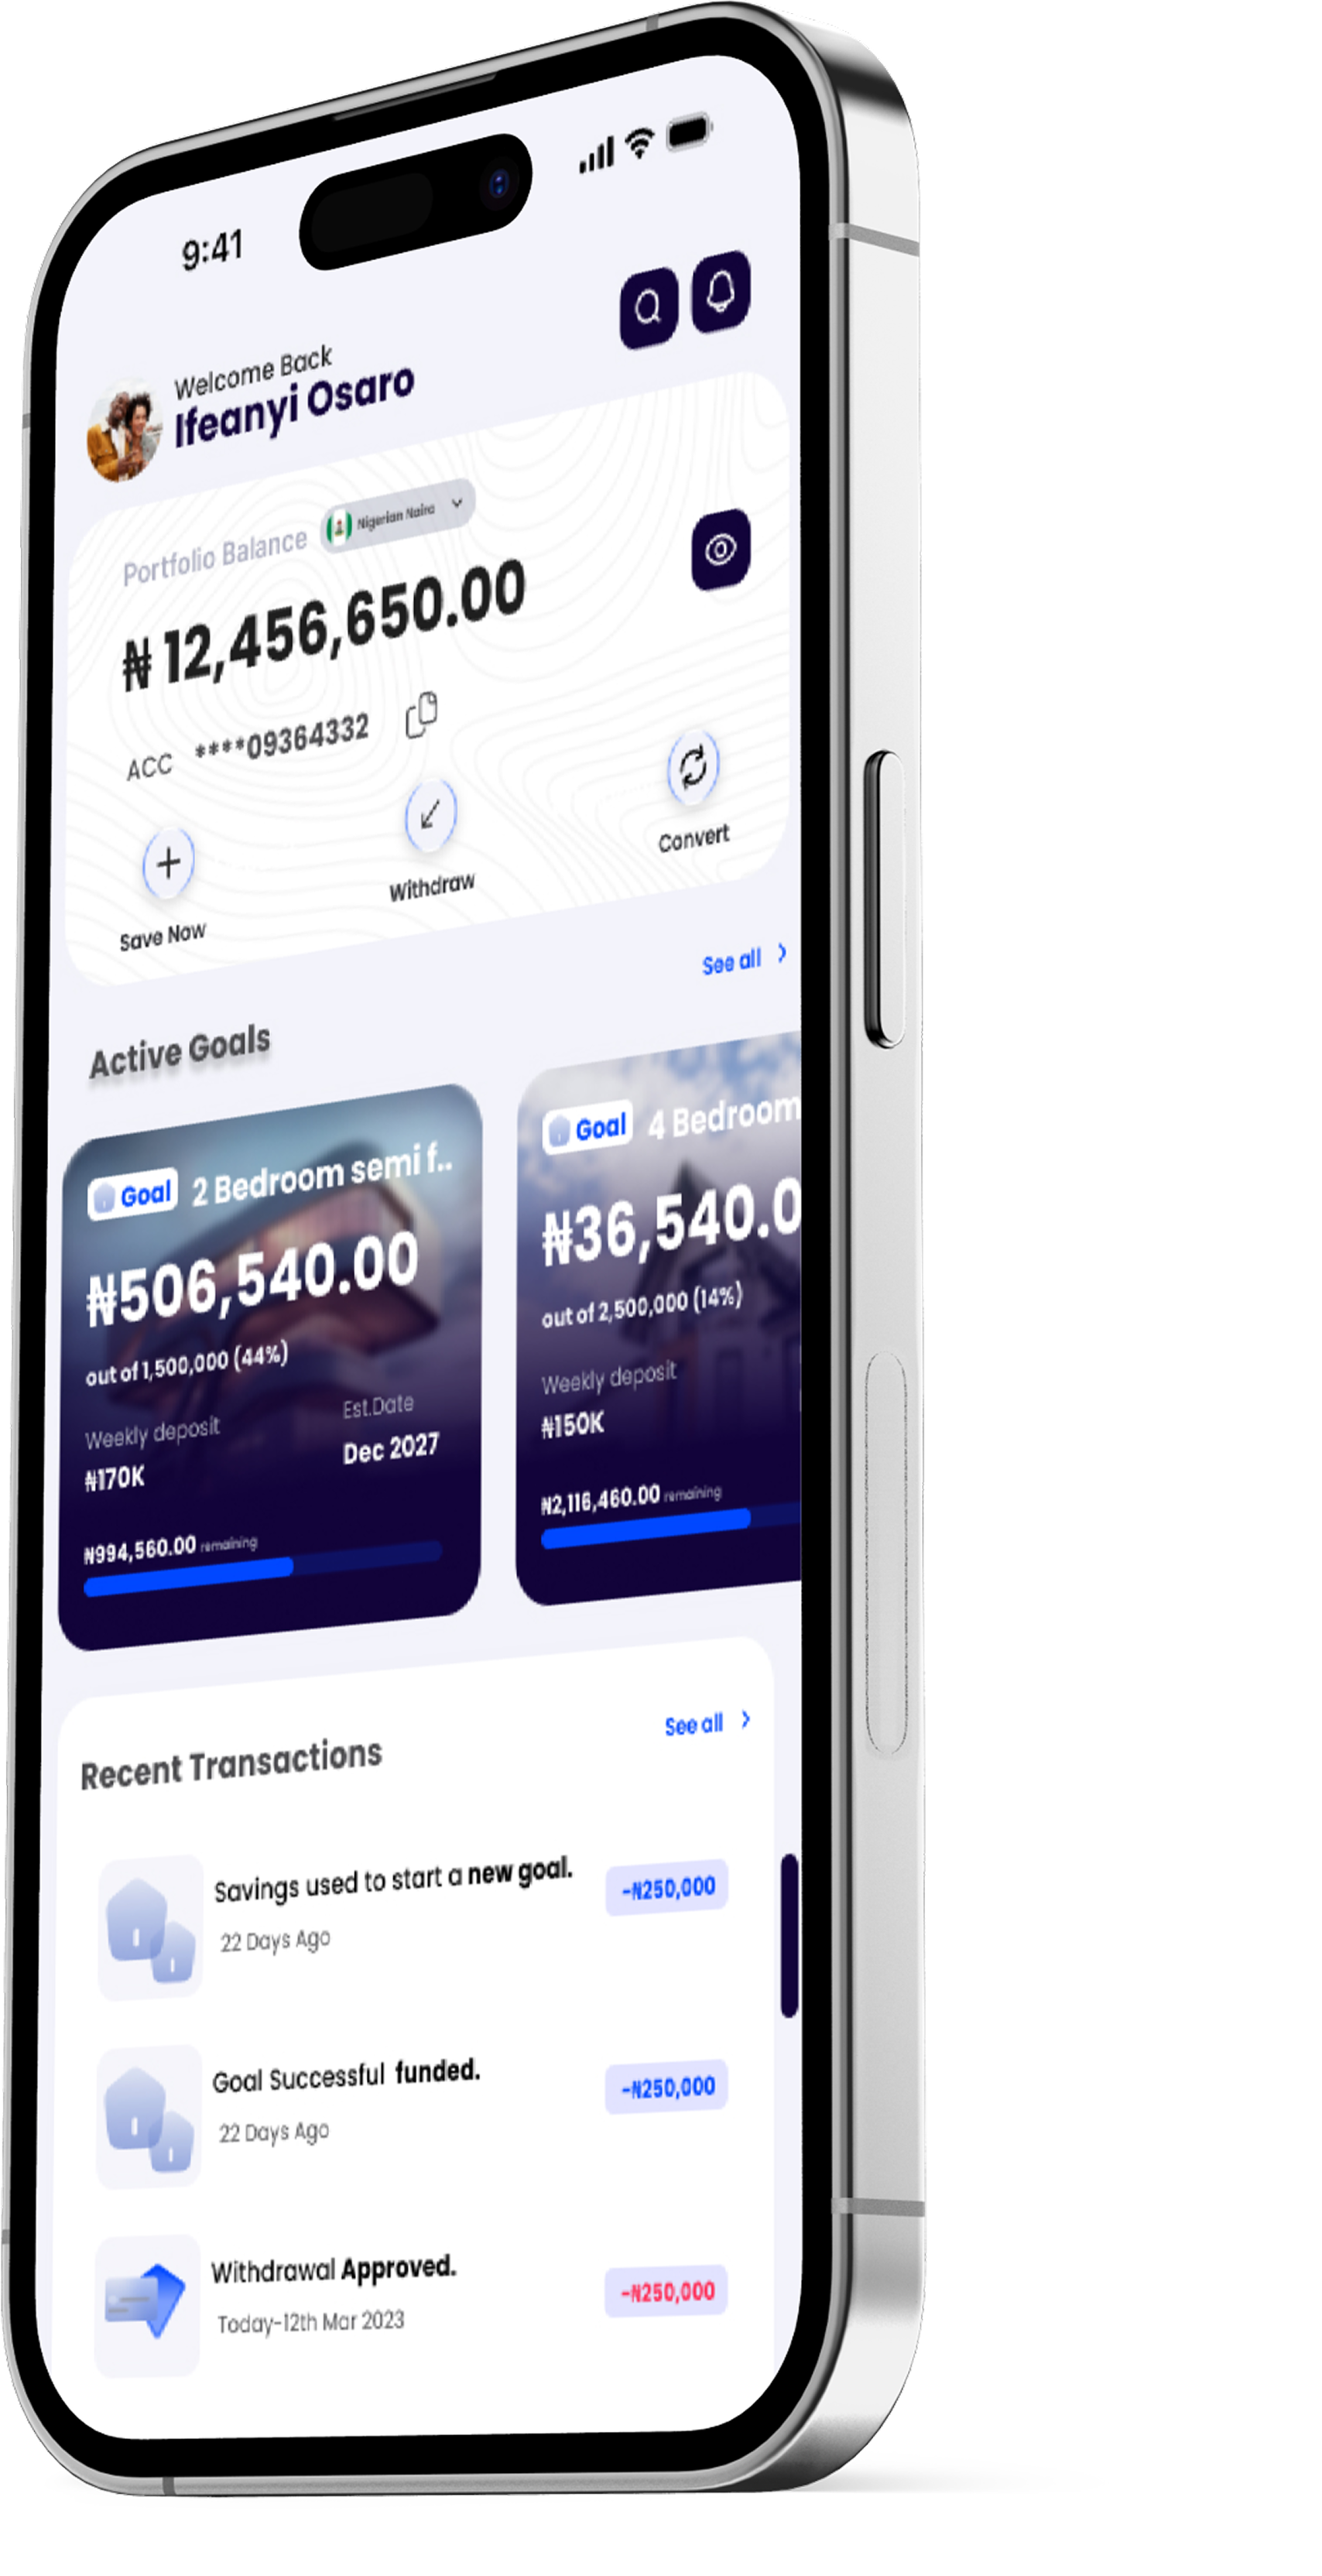 9:41
Welcome Back
Ifeanyi Osaro
Portfolio Balance Nigerian Naira
₦ 12,456,650.00
ACC ****09364332
Save Now
Withdraw
Convert
See all
Active Goals
Goal 2 Bedroom semi f..
₦506,540.00
out of 1,500,000 (44%)
Weekly deposit
₦170K
Est.Date
Dec 2027
₦994,560.00 remaining
Goal 4 Bedroom
₦36,540.0
out of 2,500,000 (14%)
Weekly deposit
₦150K
₦2,116,460.00 remaining
Recent Transactions
See all
Savings used to start a new goal.
22 Days Ago
-₦250,000
Goal Successful funded.
22 Days Ago
-₦250,000
Withdrawal Approved.
Today-12th Mar 2023
-₦250,000